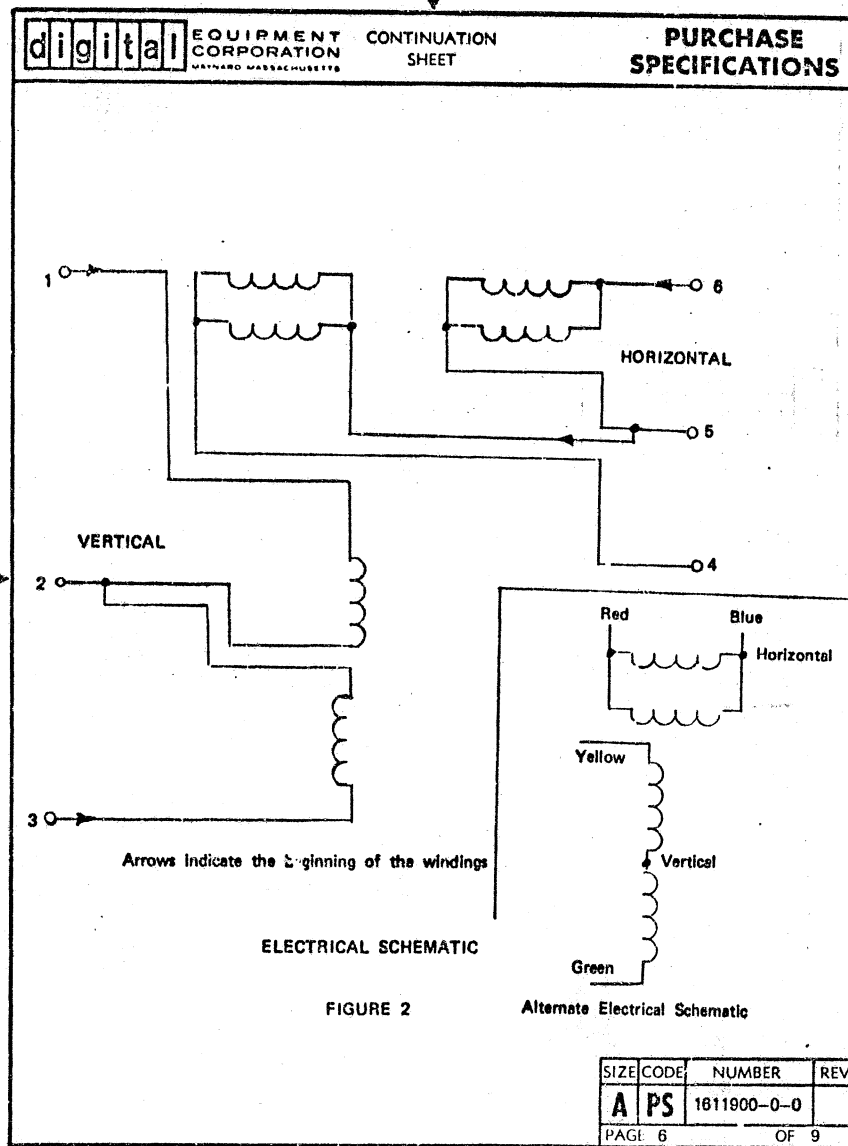 digital EQUIPMENT CORPORATION
MAYNARD MASSACHUSETTS
CONTINUATION SHEET
PURCHASE SPECIFICATIONS
1
6
HORIZONTAL
5
VERTICAL
2
4
Red Blue
Horizontal
Yellow
3
Arrows indicate the beginning of the windings
Vertical
ELECTRICAL SCHEMATIC
Green
FIGURE 2
Alternate Electrical Schematic
SIZE CODE NUMBER REV
A PS 1611900-0-0
PAGE 6 OF 9